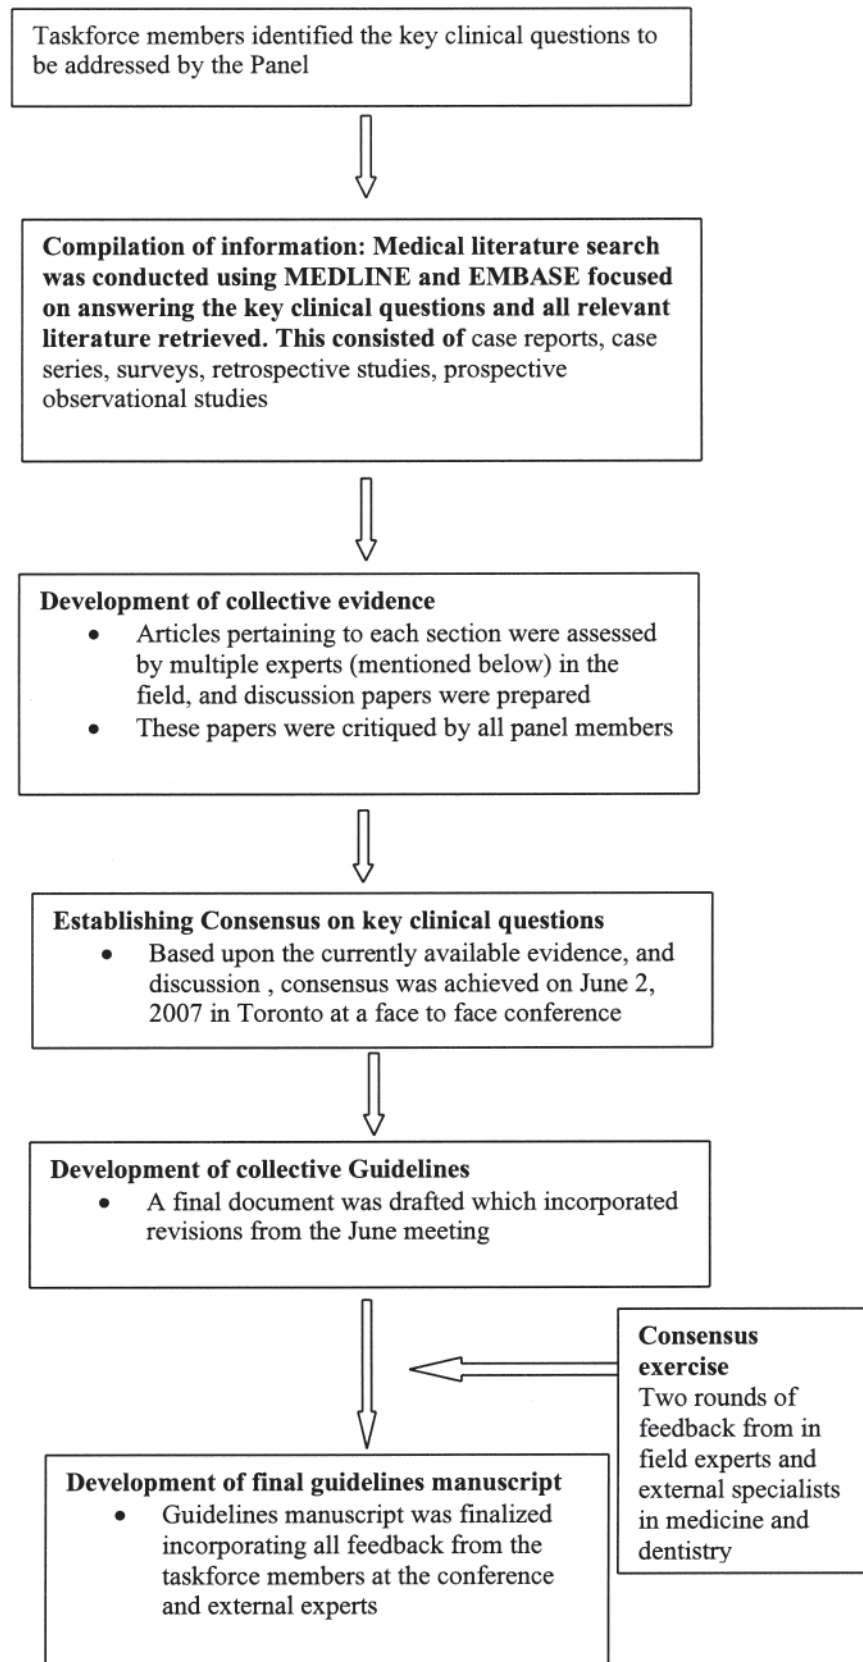 Taskforce members identified the key clinical questions to
be addressed by the Panel
Compilation of information: Medical literature search
was conducted using MEDLINE and EMBASE focused
on answering the key clinical questions and all relevant
literature retrieved. This consisted of case reports, case
series, surveys, retrospective studies, prospective
observational studies
Development of collective evidence
• Articles pertaining to each section were assessed
by multiple experts (mentioned below) in the
field, and discussion papers were prepared
• These papers were critiqued by all panel members
Establishing Consensus on key clinical questions
• Based upon the currently available evidence, and
discussion , consensus was achieved on June 2,
2007 in Toronto at a face to face conference
Development of collective Guidelines
• A final document was drafted which incorporated
revisions from the June meeting
Consensus
exercise
Two rounds of
feedback from in
field experts and
external specialists
in medicine and
dentistry
Development of final guidelines manuscript
• Guidelines manuscript was finalized
incorporating all feedback from the
taskforce members at the conference
and external experts